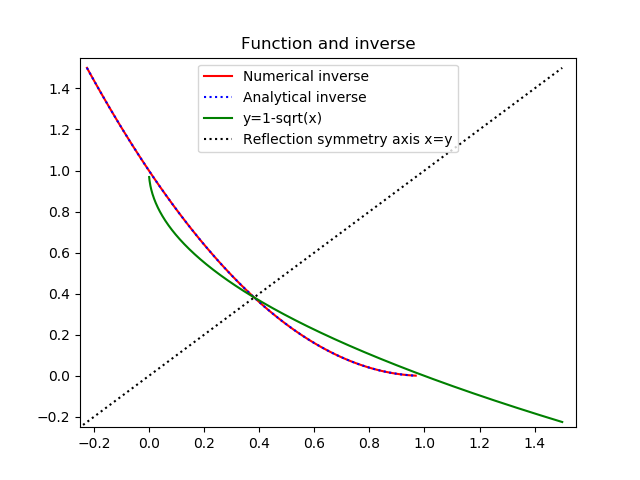 Function and inverse
Numerical inverse
Analytical inverse
y=1-sqrt(x)
Reflection symmetry axis x=y
1.4
1.2
1.0
0.8
0.6
0.4
0.2
0.0
−0.2
−0.2 0.0 0.2 0.4 0.6 0.8 1.0 1.2 1.4